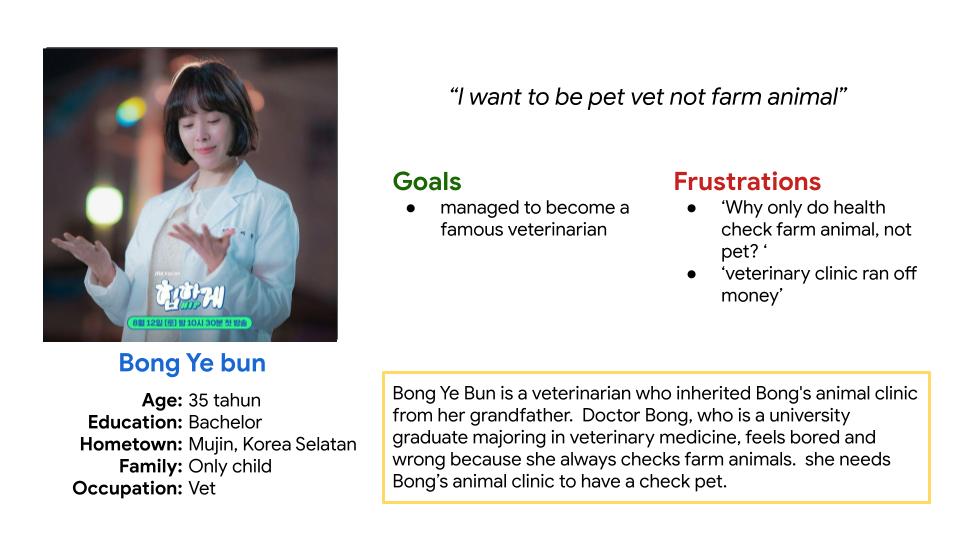 “I want to be pet vet not farm animal”
Goals
● managed to become a
famous veterinarian
Frustrations
● ‘Why only do health
check farm animal, not
pet? ‘
● ‘veterinary clinic ran off
money’
힙하게
HIP
8월 12일 [토] 밤 10시 30분 첫 방송
Bong Ye bun
Age: 35 tahun
Education: Bachelor
Hometown: Mujin, Korea Selatan
Family: Only child
Occupation: Vet
Bong Ye Bun is a veterinarian who inherited Bong's animal clinic
from her grandfather.  Doctor Bong, who is a university
graduate majoring in veterinary medicine, feels bored and
wrong because she always checks farm animals.  she needs
Bong’s animal clinic to have a check pet.